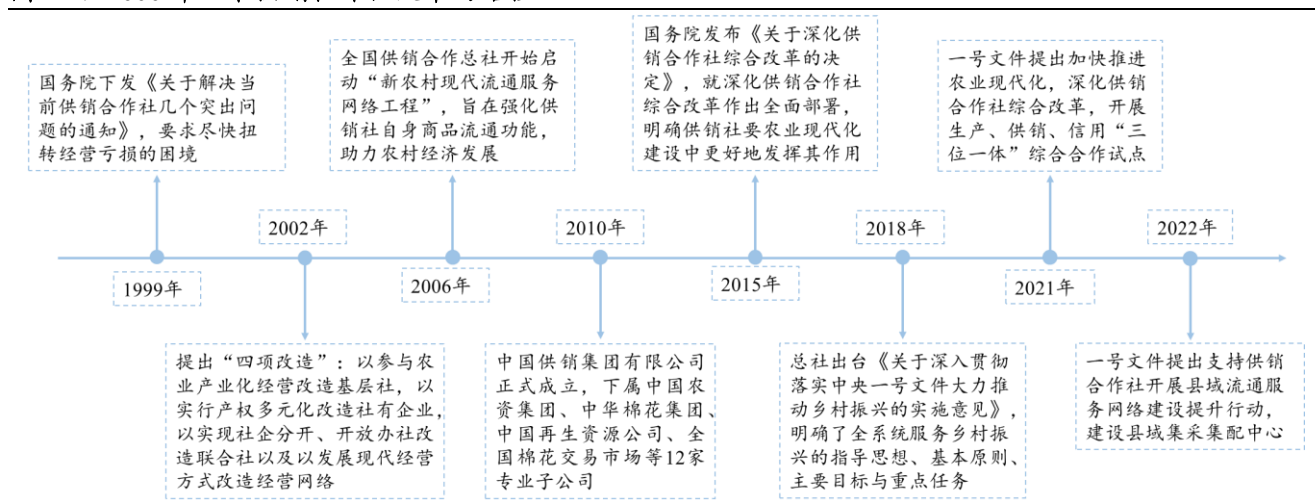 国务院下发《关于解决当
前供销合作社几个突出问
题的通知》，要求尽快扭
转经营亏损的困境
全国供销合作总社开始启
动“新农村现代流通服务
网络工程”，旨在强化供
销社自身商品流通功能，
助力农村经济发展
国务院发布《关于深化供
销合作社综合改革的决
定》，就深化供销合作社
综合改革作出全面部署，
明确供销社要农业现代化
建设中更好地发挥其作用
一号文件提出加快推进
农业现代化，深化供销
合作社综合改革，开展
生产、供销、信用“三
位一体”综合合作试点
2002年
2010年
2018年
2022年
1999年
2006年
2015年
2021年
提出“四项改造”：以参与农
业产业化经营改造基层社，以
实行产权多元化改造社有企业，
以实现社企分开、开放办社改
造联合社以及以发展现代经营
方式改造经营网络
中国供销集团有限公司
正式成立，下属中国农
资集团、中华棉花集团、
中国再生资源公司、全
国棉花交易市场等12家
专业子公司
总社出台《关于深入贯彻
落实中央一号文件大力推
动乡村振兴的实施意见》，
明确了全系统服务乡村振
兴的指导思想、基本原则、
主要目标与重点任务
一号文件提出支持供销
合作社开展县域流通服
务网络建设提升行动，
建设县域集采集配中心